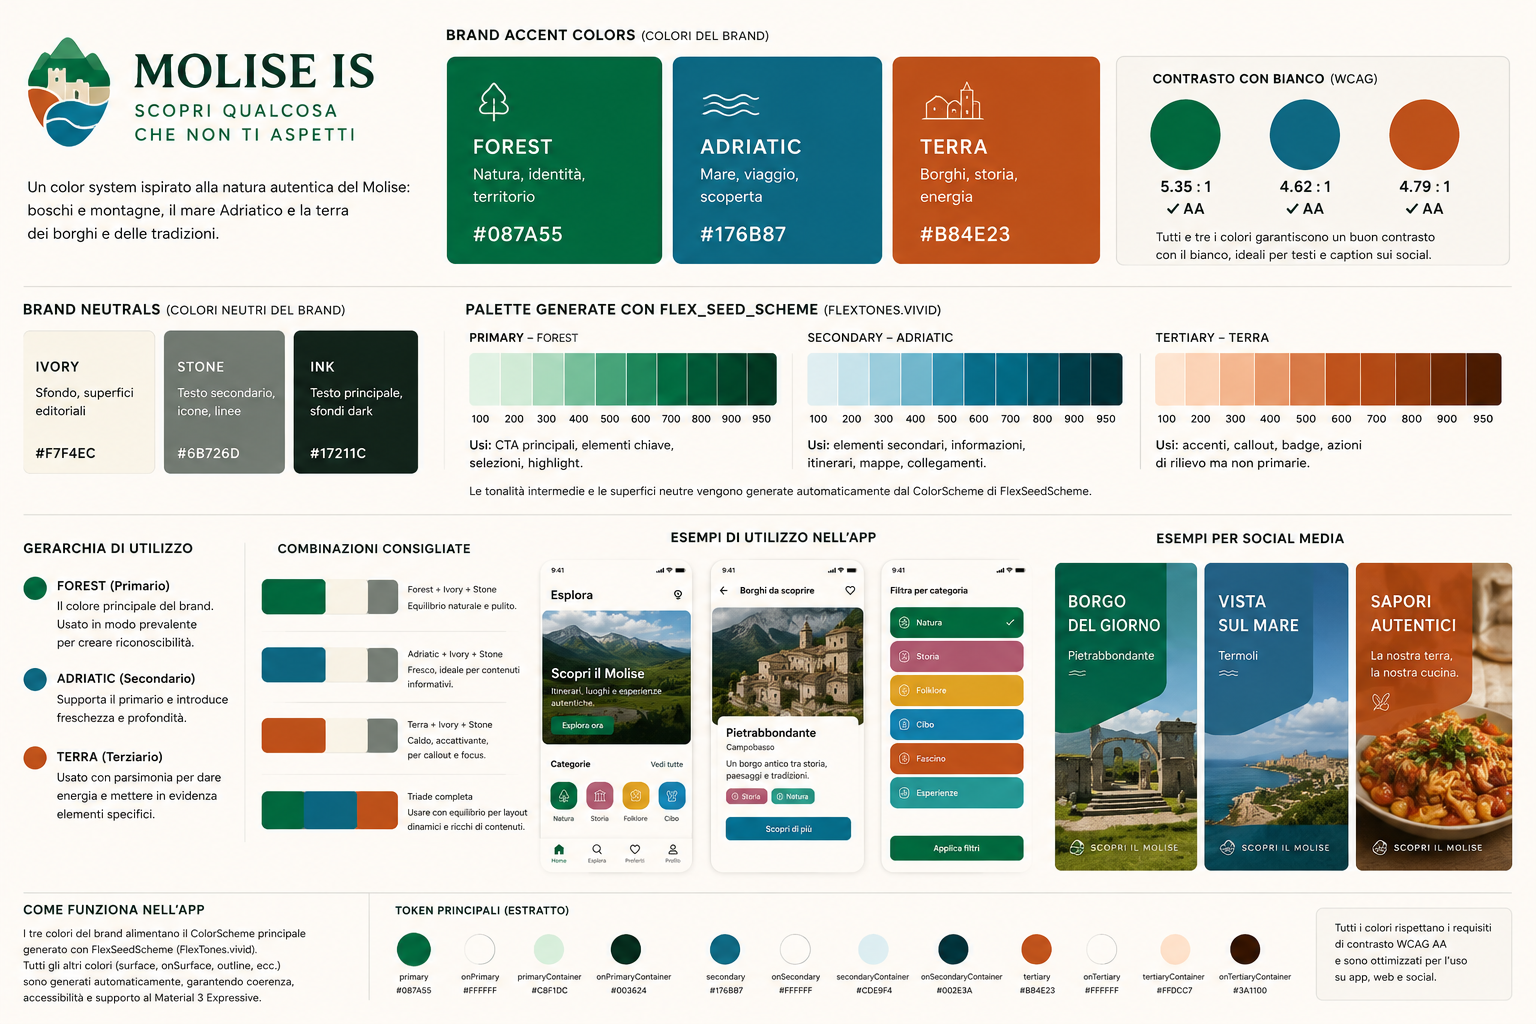 MOLISE IS
SCOPRI QUALCOSA
CHE NON TI ASPETTI
Un color system ispirato alla natura autentica del Molise:
boschi e montagne, il mare Adriatico e la terra
dei borghi e delle tradizioni.
BRAND ACCENT COLORS (COLORI DEL BRAND)
FOREST
Natura, identità,
territorio
#087A55
ADRIATIC
Mare, viaggio,
scoperta
#176B87
TERRA
Borghi, storia,
energia
#B84E23
CONTRASTO CON BIANCO (WCAG)
5.35 : 1
✓ AA
4.62 : 1
✓ AA
4.79 : 1
✓ AA
Tutti e tre i colori garantiscono un buon contrasto
con il bianco, ideali per testi e caption sui social.
BRAND NEUTRALS (COLORI NEUTRI DEL BRAND)
IVORY
Sfondo, superfici
editoriali
#F7F4EC
STONE
Testo secondario,
icone, linee
#6B726D
INK
Testo principale,
sfondi dark
#17211C
PALETTE GENERATE CON FLEX_SEED_SCHEME (FLEXTONES.VIVID)
PRIMARY – FOREST
100 200 300 400 500 600 700 800 900 950
Usi: CTA principali, elementi chiave,
selezioni, highlight.
SECONDARY – ADRIATIC
100 200 300 400 500 600 700 800 900 950
Usi: elementi secondari, informazioni,
itinerari, mappe, collegamenti.
TERTIARY – TERRA
100 200 300 400 500 600 700 800 900 950
Usi: accenti, callout, badge, azioni
di rilievo ma non primarie.
Le tonalità intermedie e le superfici neutre vengono generate automaticamente dal ColorScheme di FlexSeedScheme.
GERARCHIA DI UTILIZZO
FOREST (Primario)
Il colore principale del brand.
Usato in modo prevalente
per creare riconoscibilità.
ADRIATIC (Secondario)
Supporta il primario e introduce
freschezza e profondità.
TERRA (Terziario)
Usato con parsimonia per dare
energia e mettere in evidenza
elementi specifici.
COMBINAZIONI CONSIGLIATE
Forest + Ivory + Stone
Equilibrio naturale e pulito.
Adriatic + Ivory + Stone
Fresco, ideale per contenuti
informativi.
Terra + Ivory + Stone
Caldo, accattivante,
per callout e focus.
Triade completa
Usare con equilibrio per layout
dinamici e ricchi di contenuti.
ESEMPI DI UTILIZZO NELL'APP
9:41
Esplora
Scopri il Molise
Itinerari, luoghi e esperienze
autentiche.
Esplora ora
Categorie
Vedi tutte
Natura
Storia
Folklore
Cibo
Home
Esplora
Preferiti
Profilo
9:41
Borghi da scoprire
Pietrabbondante
Campobasso
Un borgo antico tra storia,
paesaggi e tradizioni.
Storia
Natura
Scopri di più
9:41
Filtra per categoria
Natura
Storia
Folklore
Cibo
Fascino
Esperienze
Applica filtri
ESEMPI PER SOCIAL MEDIA
BORGO
DEL GIORNO
Pietrabbondante
SCOPRI IL MOLISE
VISTA
SUL MARE
Termoli
SCOPRI IL MOLISE
SAPORI
AUTENTICI
La nostra terra,
la nostra cucina.
SCOPRI IL MOLISE
COME FUNZIONA NELL'APP
I tre colori del brand alimentano il ColorScheme principale
generato con FlexSeedScheme (FlexTones.vivid).
Tutti gli altri colori (surface, onSurface, outline, ecc.)
sono generati automaticamente, garantendo coerenza,
accessibilità e supporto al Material 3 Expressive.
TOKEN PRINCIPALI (ESTRATTO)
primary
#087A55
onPrimary
#FFFFFF
primaryContainer
#C8F1DC
onPrimaryContainer
#003624
secondary
#176B87
onSecondary
#FFFFFF
secondaryContainer
#CDE9F4
onSecondaryContainer
#002E3A
tertiary
#B84E23
onTertiary
#FFFFFF
tertiaryContainer
#FFDCC7
onTertiaryContainer
#3A1100
Tutti i colori rispettano i requisiti
di contrasto WCAG AA
e sono ottimizzati per l'uso
su app, web e social.